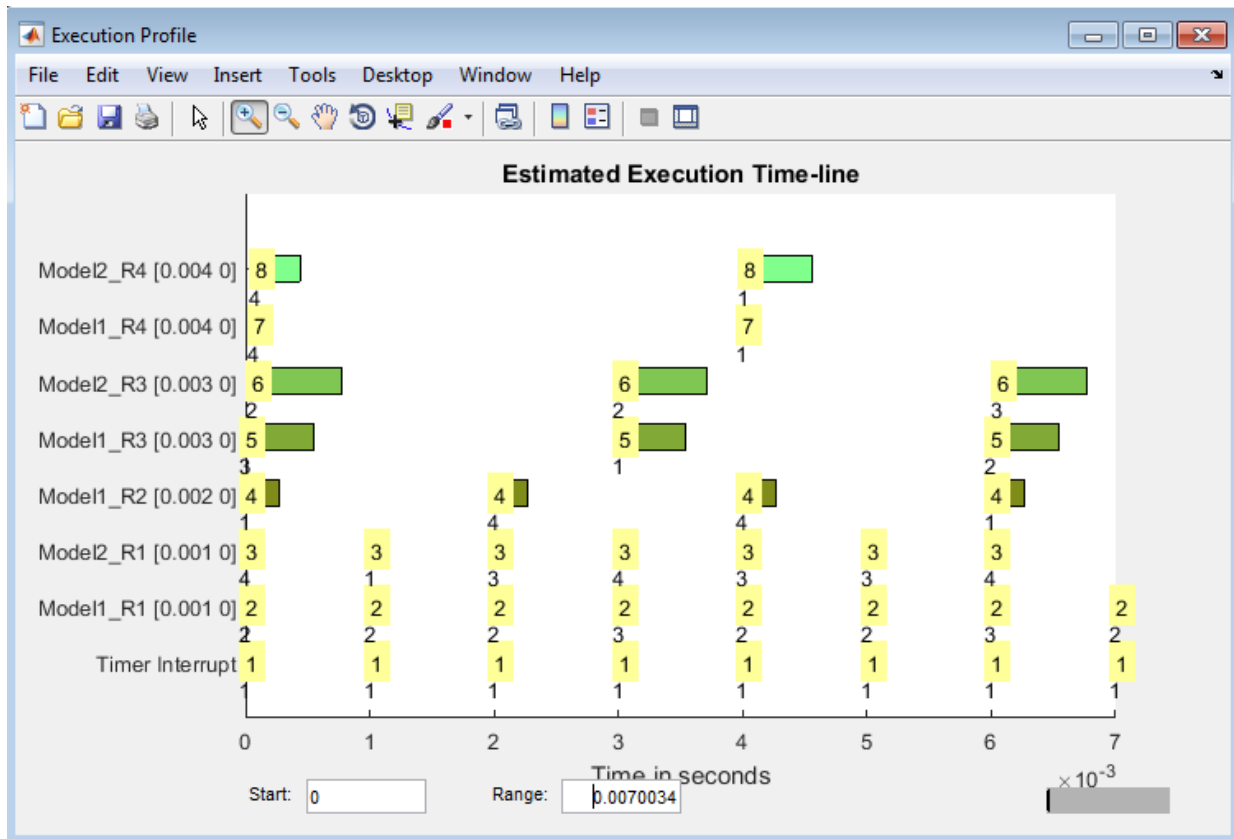 Execution Profile
File Edit View Insert Tools Desktop Window Help
Estimated Execution Time-line
Model2_R4 [0.004 0] 8 8
4 1
Model1_R4 [0.004 0] 7 7
4 1
Model2_R3 [0.003 0] 6 6 6
2 2 3
Model1_R3 [0.003 0] 5 5 5
3 1 2
Model1_R2 [0.002 0] 4 4 4 4
1 4 4 1
Model2_R1 [0.001 0] 3 3 3 3 3 3 3
4 1 3 4 3 3 4
Model1_R1 [0.001 0] 2 2 2 2 2 2 2 2
2 2 3 2 2 3 2
Timer Interrupt 1 1 1 1 1 1 1 1
1 1 1 1 1 1 1 1
0 1 2 3 4 5 6 7
Time in seconds
×10-3
Start: 0 Range: 0.0070034